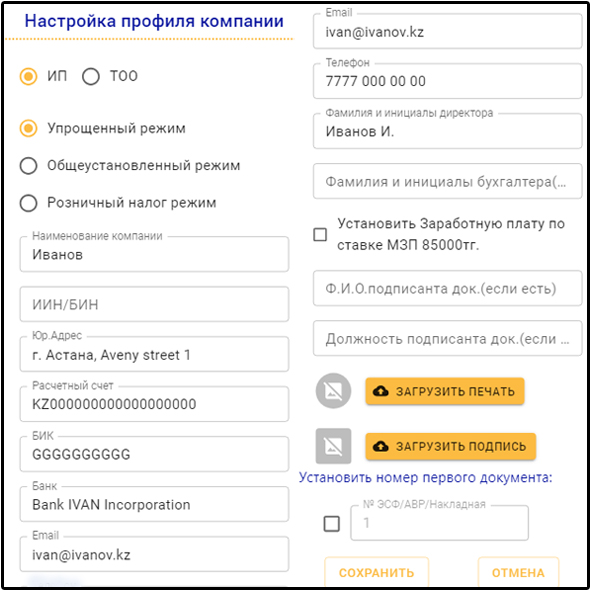 Настройка профиля компании
ИП
ТОО
Упрощенный режим
Общеустановленный режим
Розничный налог режим
Наименование компании
Иванов
ИИН/БИН
Юр.Адрес
г. Астана, Aveny street 1
Расчетный счет
KZ000000000000000000
БИК
GGGGGGGGGG
Банк
Bank IVAN Incorporation
Email
ivan@ivanov.kz
Email
ivan@ivanov.kz
Телефон
7777 000 00 00
Фамилия и инициалы директора
Иванов И.
Фамилия и инициалы бухгалтера(...
Установить Заработную плату по
ставке МЗП 85000тг.
Ф.И.О.подписанта док.(если есть)
Должность подписанта док.(если ...
ЗАГРУЗИТЬ ПЕЧАТЬ
ЗАГРУЗИТЬ ПОДПИСЬ
Установить номер первого документа:
№ ЭСФ/АВР/Накладная
1
СОХРАНИТЬ
ОТМЕНА